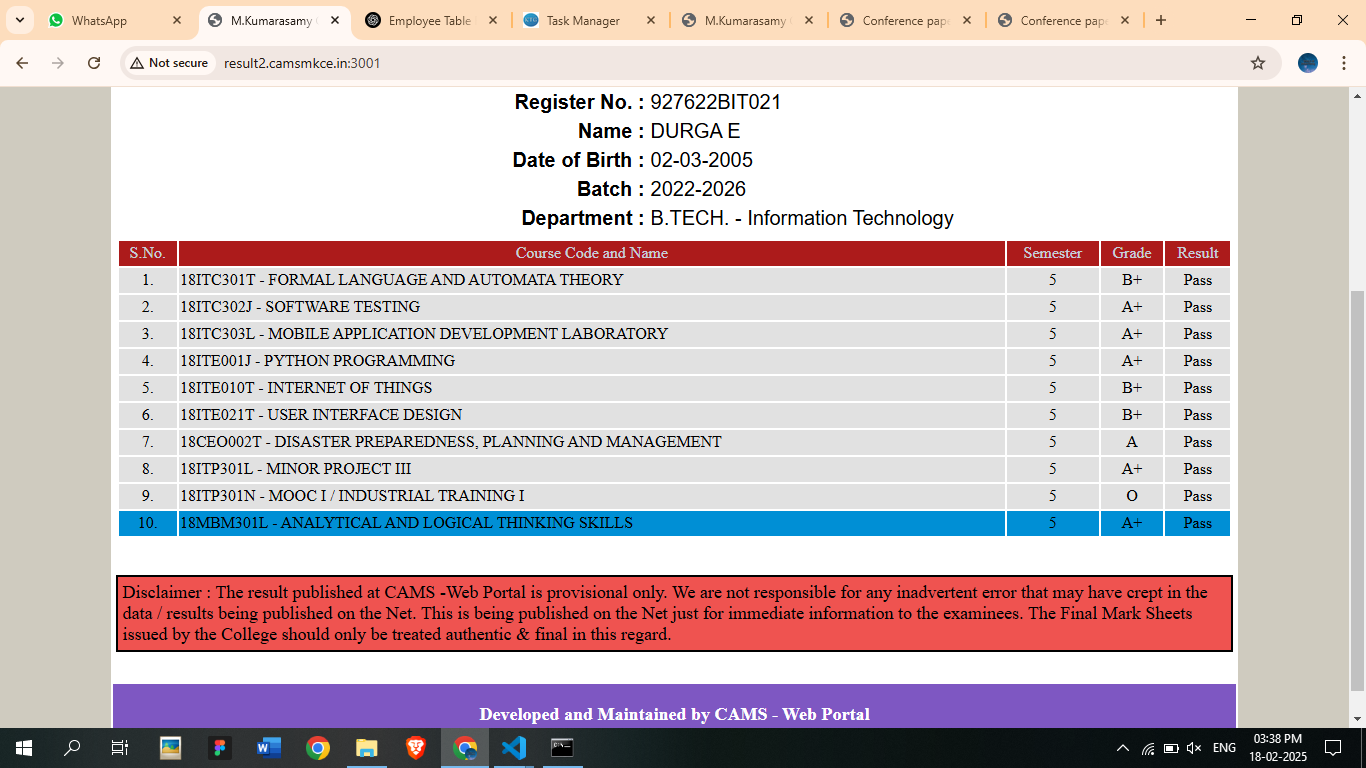 WhatsApp
M.Kumarasamy
Employee Table
Task Manager
M.Kumarasamy
Conference pape
Conference pape
Not secure
result2.camsmkce.in:3001
Register No. : 927622BIT021
Name : DURGA E
Date of Birth : 02-03-2005
Batch : 2022-2026
Department : B.TECH. - Information Technology
S.No. Course Code and Name Semester Grade Result
1. 18ITC301T - FORMAL LANGUAGE AND AUTOMATA THEORY 5 B+ Pass
2. 18ITC302J - SOFTWARE TESTING 5 A+ Pass
3. 18ITC303L - MOBILE APPLICATION DEVELOPMENT LABORATORY 5 A+ Pass
4. 18ITE001J - PYTHON PROGRAMMING 5 A+ Pass
5. 18ITE010T - INTERNET OF THINGS 5 B+ Pass
6. 18ITE021T - USER INTERFACE DESIGN 5 B+ Pass
7. 18CEO002T - DISASTER PREPAREDNESS, PLANNING AND MANAGEMENT 5 A Pass
8. 18ITP301L - MINOR PROJECT III 5 A+ Pass
9. 18ITP301N - MOOC I / INDUSTRIAL TRAINING I 5 O Pass
10. 18MBM301L - ANALYTICAL AND LOGICAL THINKING SKILLS 5 A+ Pass
Disclaimer : The result published at CAMS -Web Portal is provisional only. We are not responsible for any inadvertent error that may have crept in the
data / results being published on the Net. This is being published on the Net just for immediate information to the examinees. The Final Mark Sheets
issued by the College should only be treated authentic & final in this regard.
Developed and Maintained by CAMS - Web Portal
ENG
03:38 PM
18-02-2025